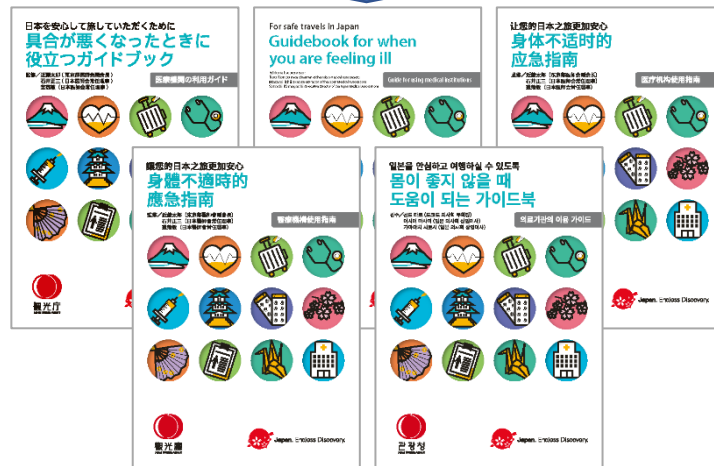 日本を安心して旅していただくために
具合が悪くなったときに
役立つガイドブック
医療機関の利用ガイド
観光庁
For safe travels in Japan
Guidebook for when
you are feeling ill
Guide for using medical institutions
让您的日本之旅更加安心
身体不适时的
应急指南
医疗机构使用指南
Japan. Endless Discovery.
讓您的日本之旅更加安心
身體不適時的
應急指南
醫療機構使用指南
觀光廳
Japan. Endless Discovery.
일본을 안심하고 여행하실 수 있도록
몸이 좋지 않을 때
도움이 되는 가이드북
의료기관의 이용 가이드
관광청
Japan. Endless Discovery.